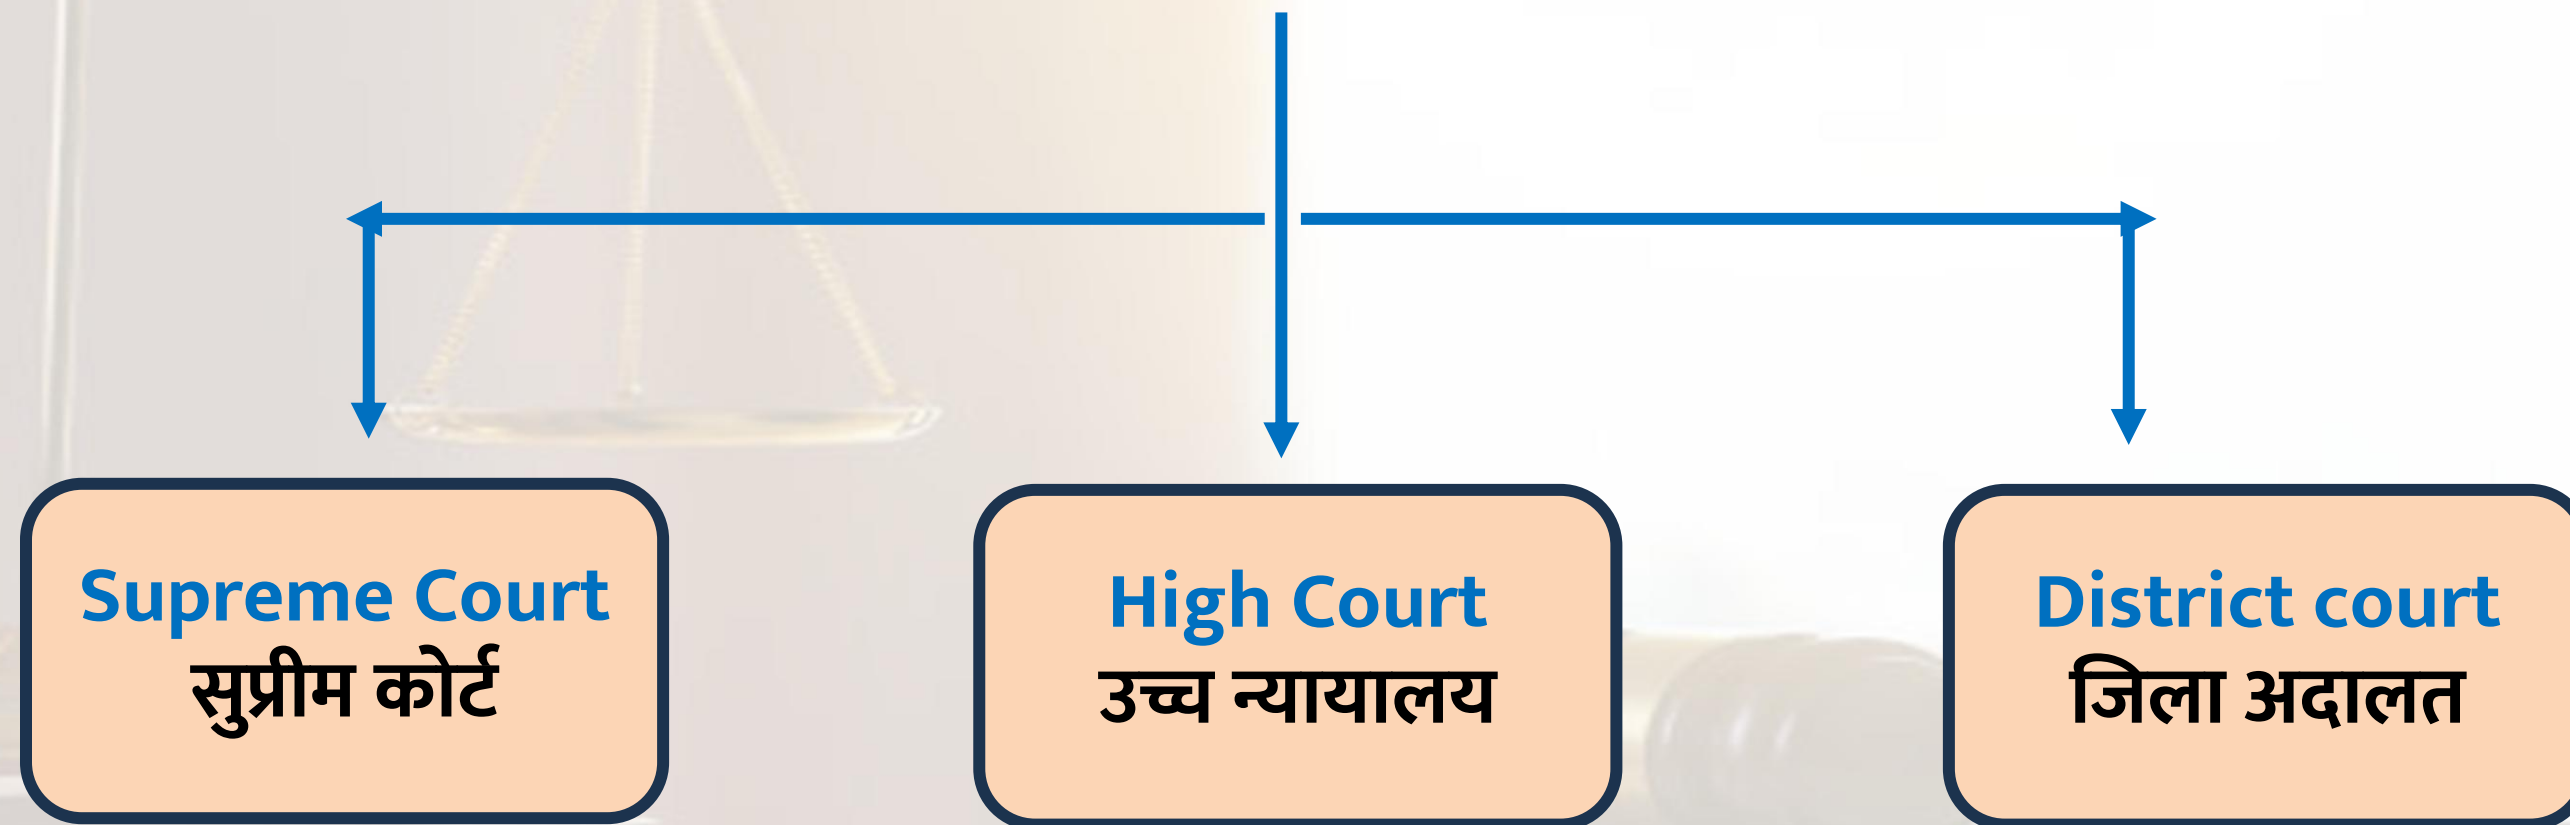 Supreme Court
सुप्रीम कोर्ट
High Court
उच्च न्यायालय
District court
जिला अदालत